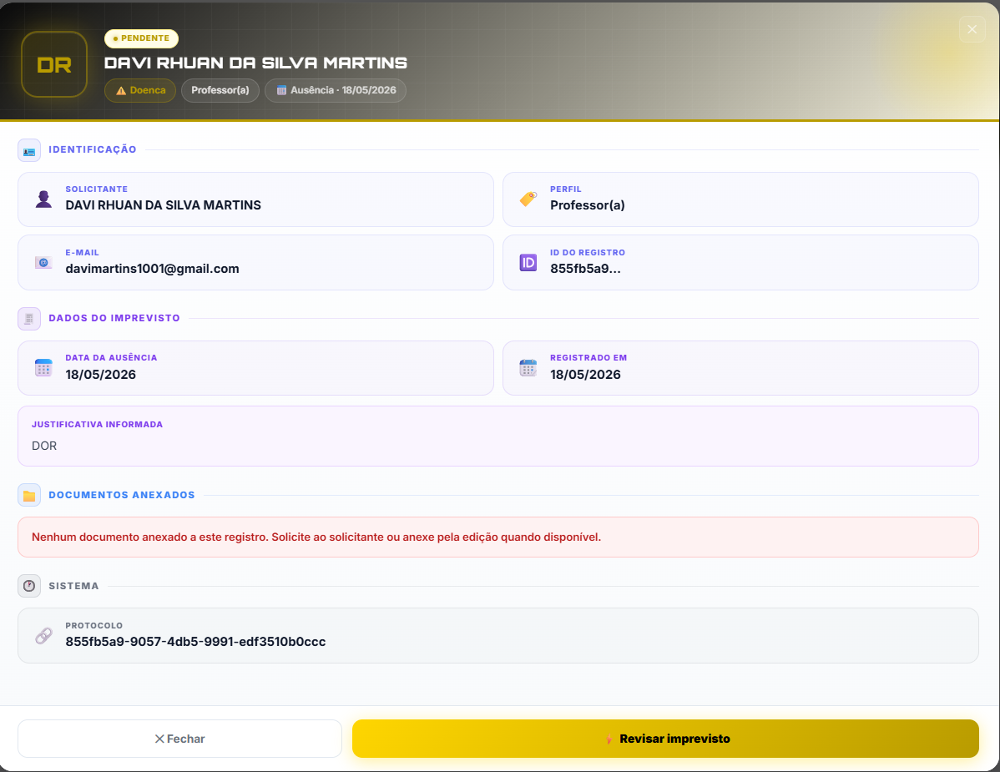 DR
PENDENTE
DAVI RHUAN DA SILVA MARTINS
Doenca
Professor(a)
Ausência · 18/05/2026
IDENTIFICAÇÃO
SOLICITANTE
DAVI RHUAN DA SILVA MARTINS
PERFIL
Professor(a)
E-MAIL
davimartins1001@gmail.com
ID
ID DO REGISTRO
855fb5a9...
DADOS DO IMPREVISTO
DATA DA AUSÊNCIA
18/05/2026
REGISTRADO EM
18/05/2026
JUSTIFICATIVA INFORMADA
DOR
DOCUMENTOS ANEXADOS
Nenhum documento anexado a este registro. Solicite ao solicitante ou anexe pela edição quando disponível.
SISTEMA
PROTOCOLO
855fb5a9-9057-4db5-9991-edf3510b0ccc
Fechar
Revisar imprevisto